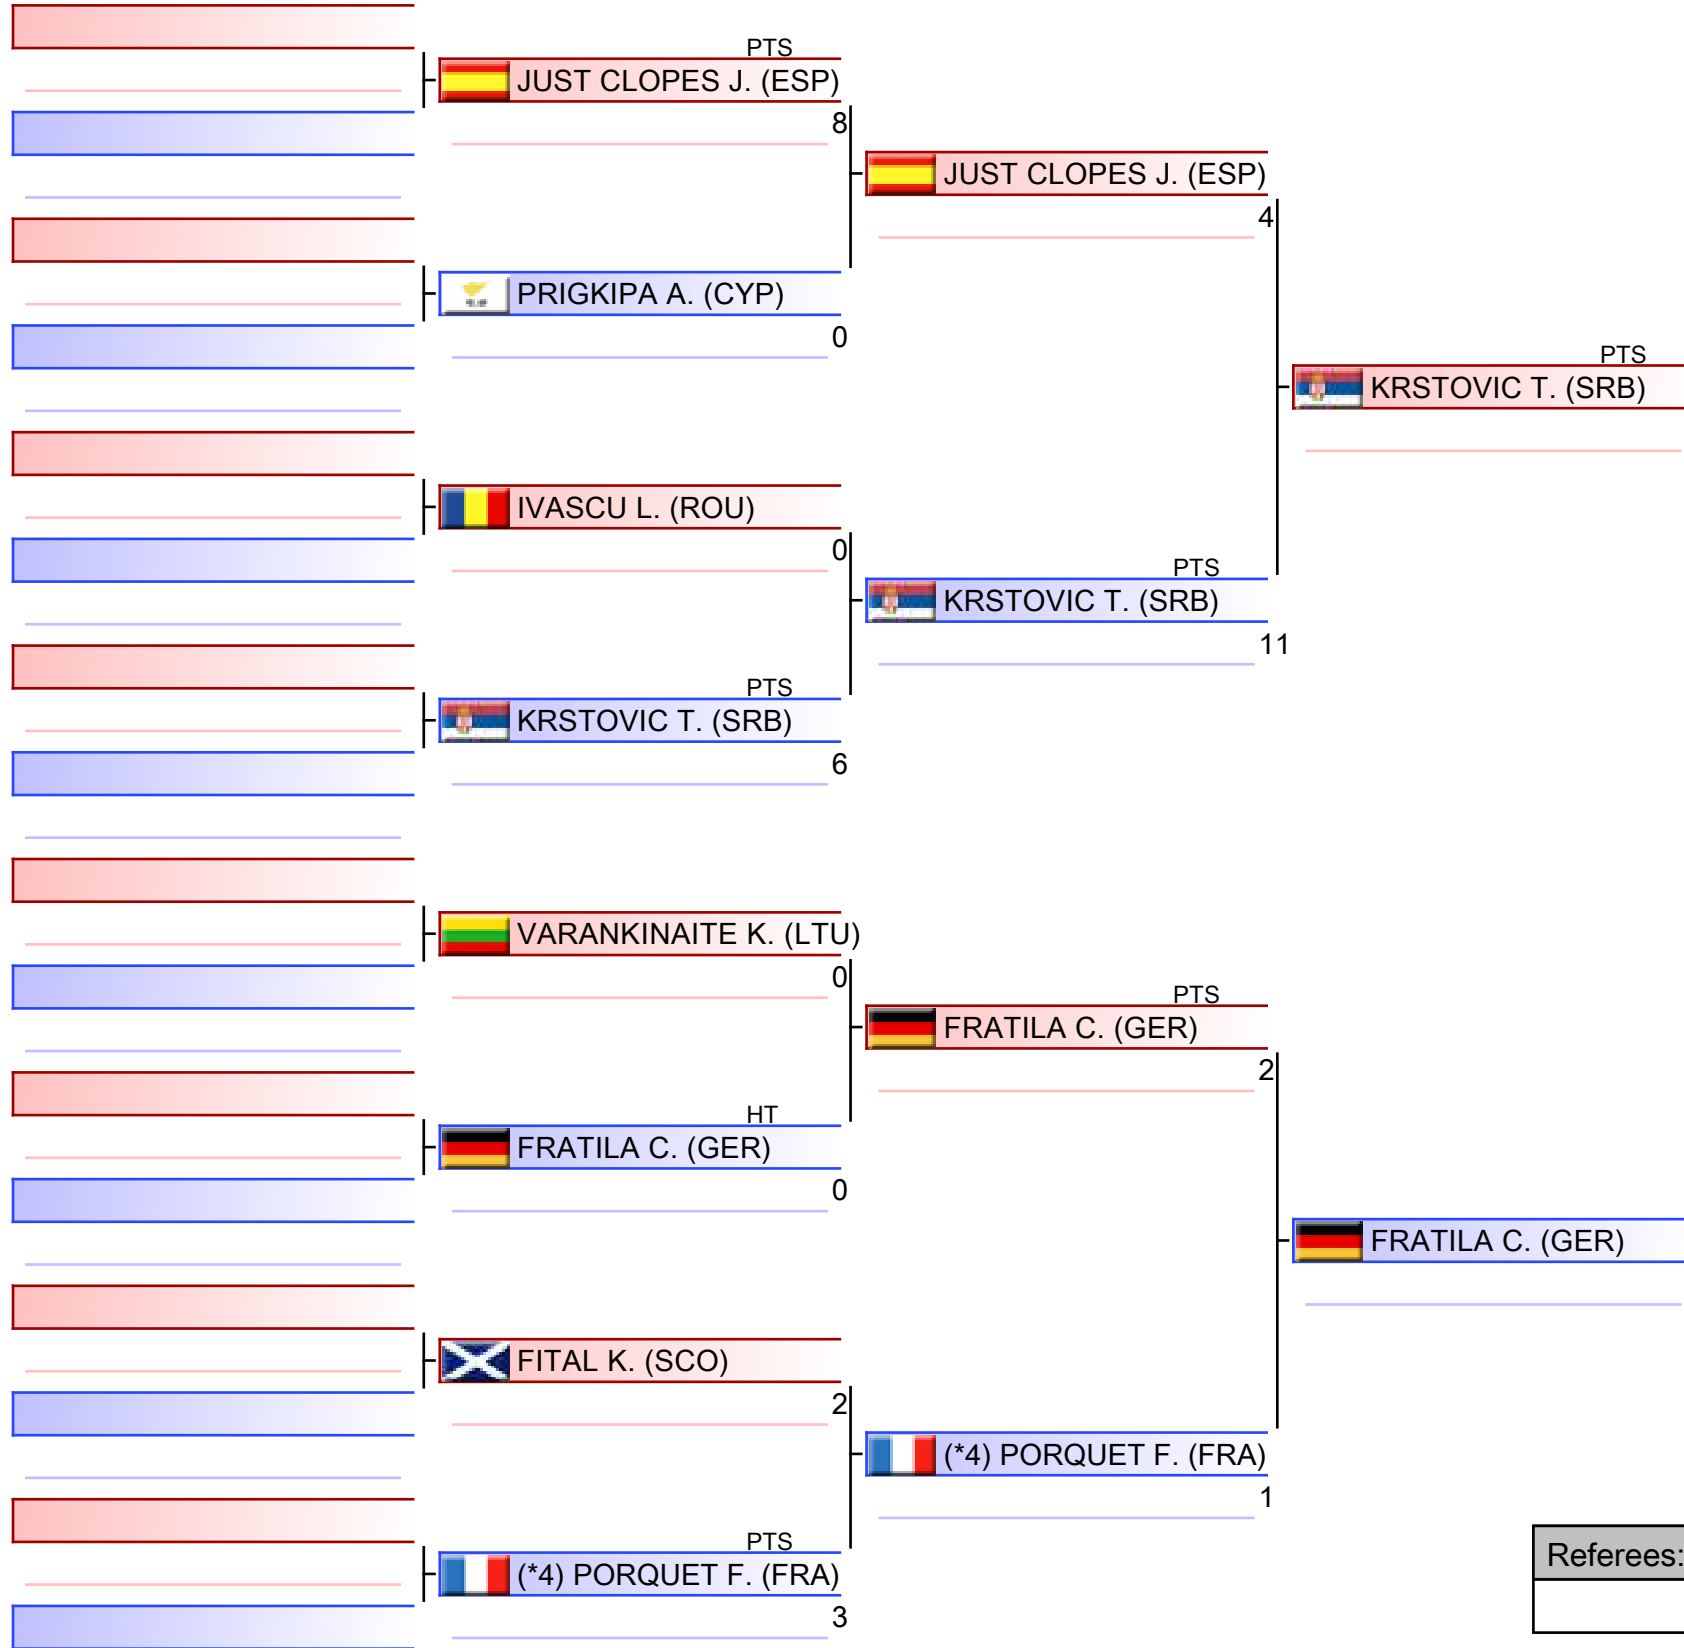 PTS
JUST CLOPES J. (ESP)
8
JUST CLOPES J. (ESP)
4
PRIGKIPA A. (CYP)
0
PTS
KRSTOVIC T. (SRB)
IVASCU L. (ROU)
0
PTS
KRSTOVIC T. (SRB)
11
PTS
KRSTOVIC T. (SRB)
6
VARANKINAITE K. (LTU)
0
PTS
FRATILA C. (GER)
2
HT
FRATILA C. (GER)
0
FRATILA C. (GER)
FITAL K. (SCO)
2
(*4) PORQUET F. (FRA)
1
PTS
(*4) PORQUET F. (FRA)
3
Referees: